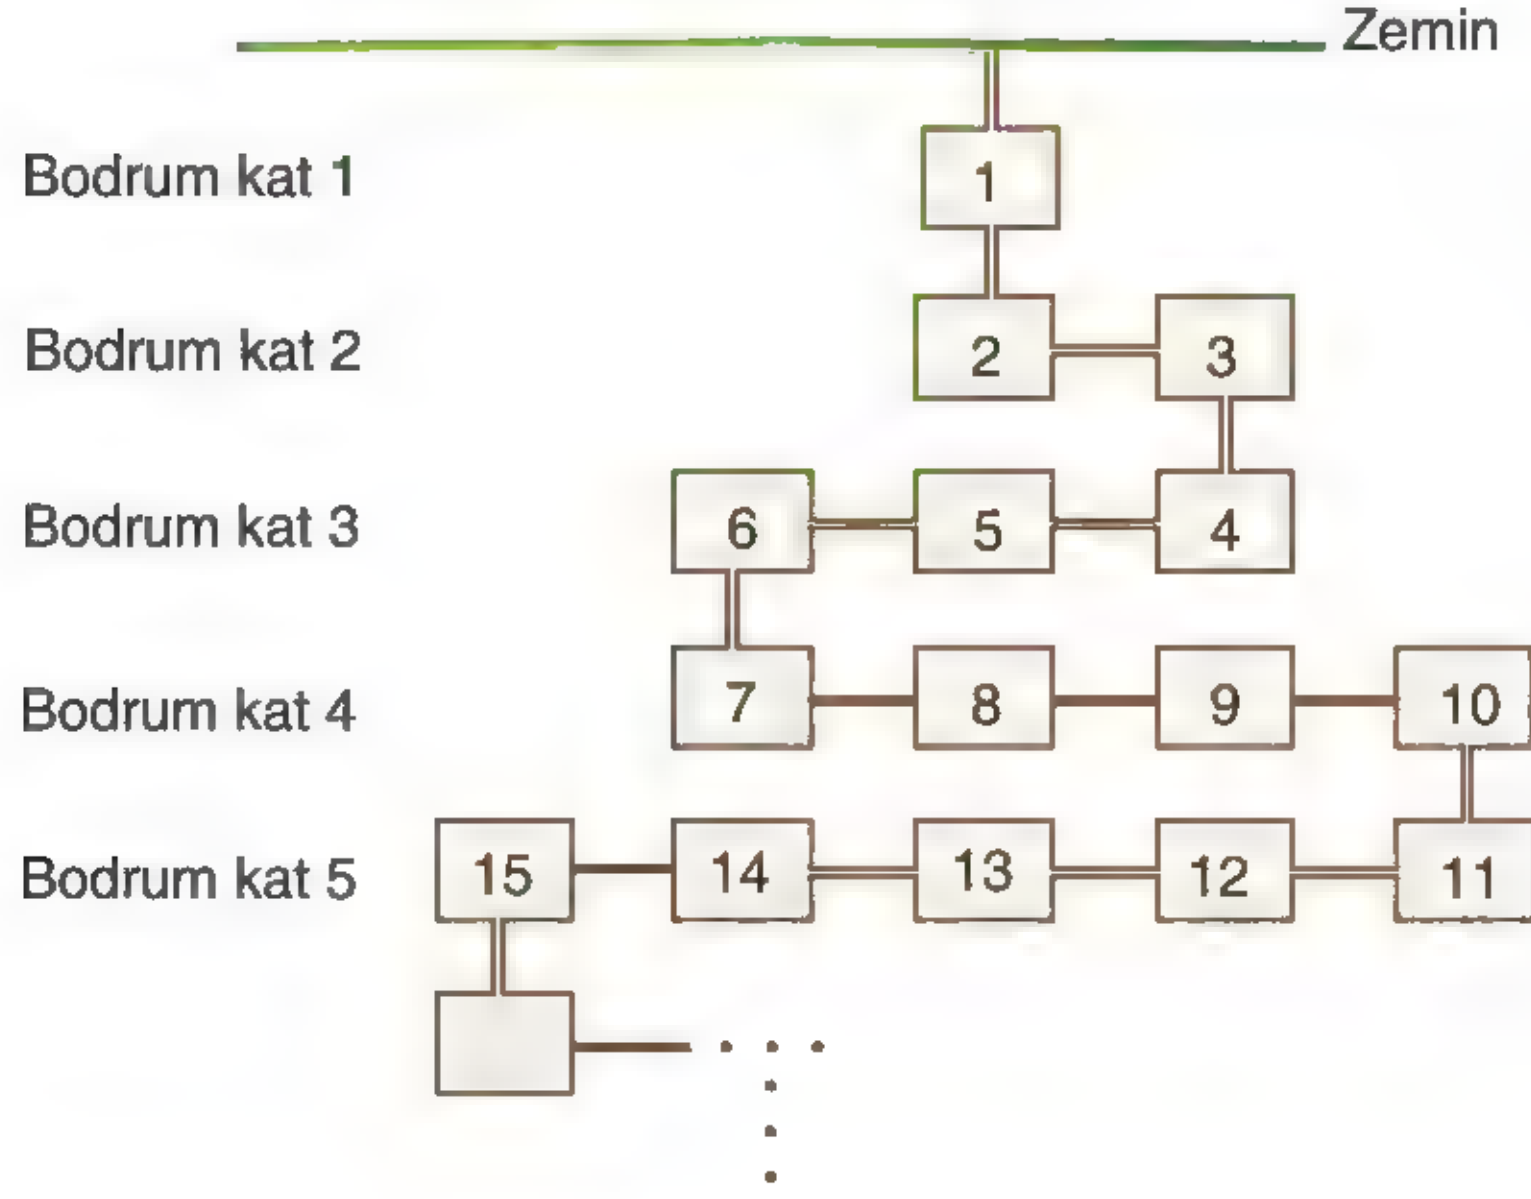 Zemin
Bodrum kat 1
1
Bodrum kat 2
2 3
Bodrum kat 3
6 5 4
Bodrum kat 4
7 8 9 10
Bodrum kat 5
15 14 13 12 11